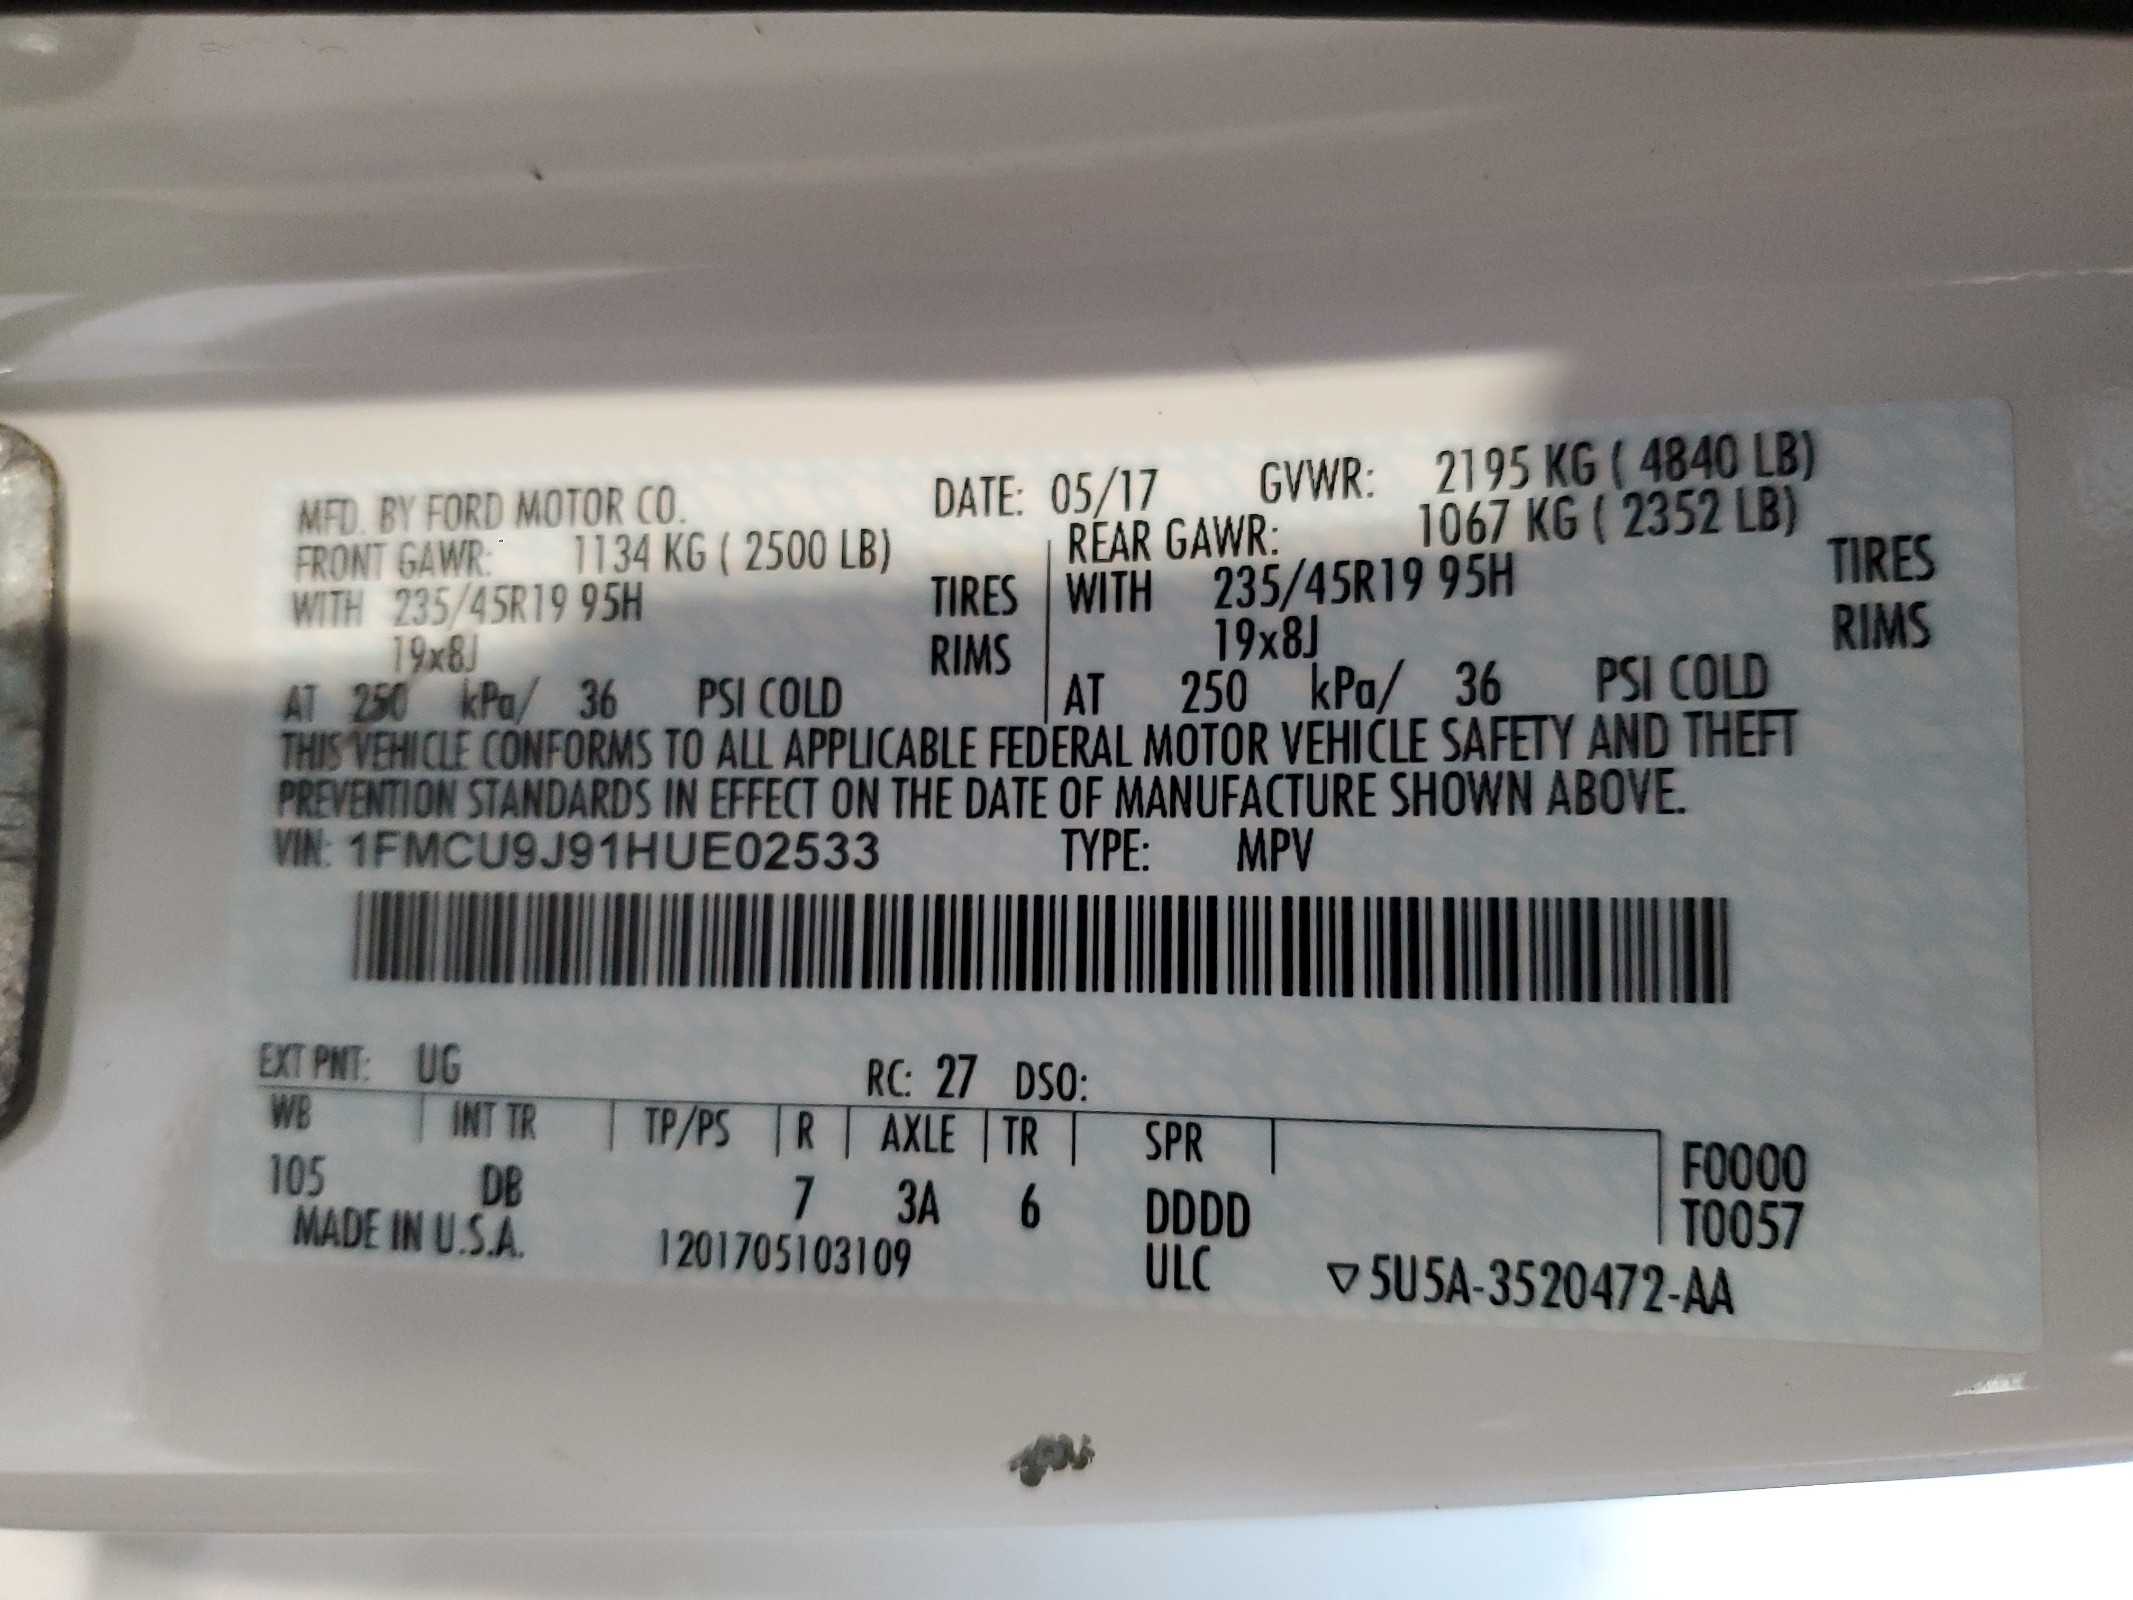 MFD. BY FORD MOTOR CO. DATE: 05/17 GVWR: 2195 KG ( 4840 LB)
FRONT GAWR: 1134 KG ( 2500 LB) REAR GAWR: 1067 KG ( 2352 LB)
WITH 235/45R19 95H TIRES WITH 235/45R19 95H TIRES
19x8J RIMS 19x8J RIMS
AT 250 kPa/ 36 PSI COLD AT 250 kPa/ 36 PSI COLD
THIS VEHICLE CONFORMS TO ALL APPLICABLE FEDERAL MOTOR VEHICLE SAFETY AND THEFT
PREVENTION STANDARDS IN EFFECT ON THE DATE OF MANUFACTURE SHOWN ABOVE.
VIN: 1FMCU9J91HUE02533 TYPE: MPV
EXT PNT: UG RC: 27 DSO:
WB INT TR TP/PS R AXLE TR SPR F0000
105 DB 7 3A 6 DDDD T0057
MADE IN U.S.A. 1201705103109 ULC ▽5U5A-3520472-AA